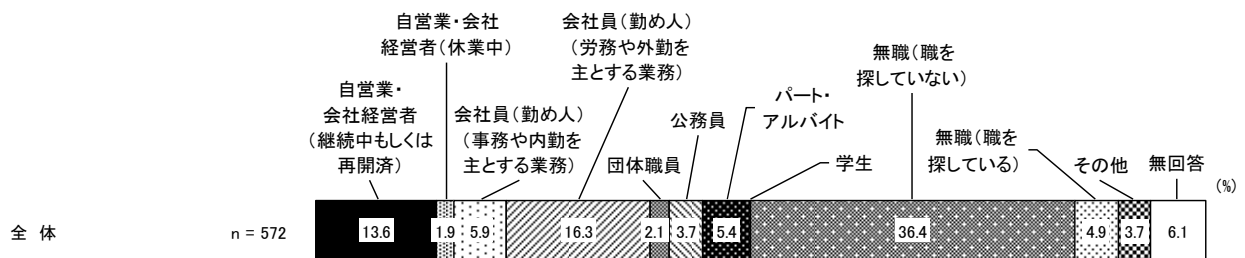 自営業・会社
経営者(休業中)
会社員(勤め人)
(労務や外勤を
主とする業務)
無職(職を
探していない)
自営業・
会社経営者
(継続中もしくは
再開済)
会社員(勤め人)
(事務や内勤を
主とする業務)
団体職員
公務員
パート・
アルバイト
学生
無職(職を
探している)
その他
無回答
(%)
全 体
n = 572
13.6
1.9
5.9
16.3
2.1
3.7
5.4
36.4
4.9
3.7
6.1